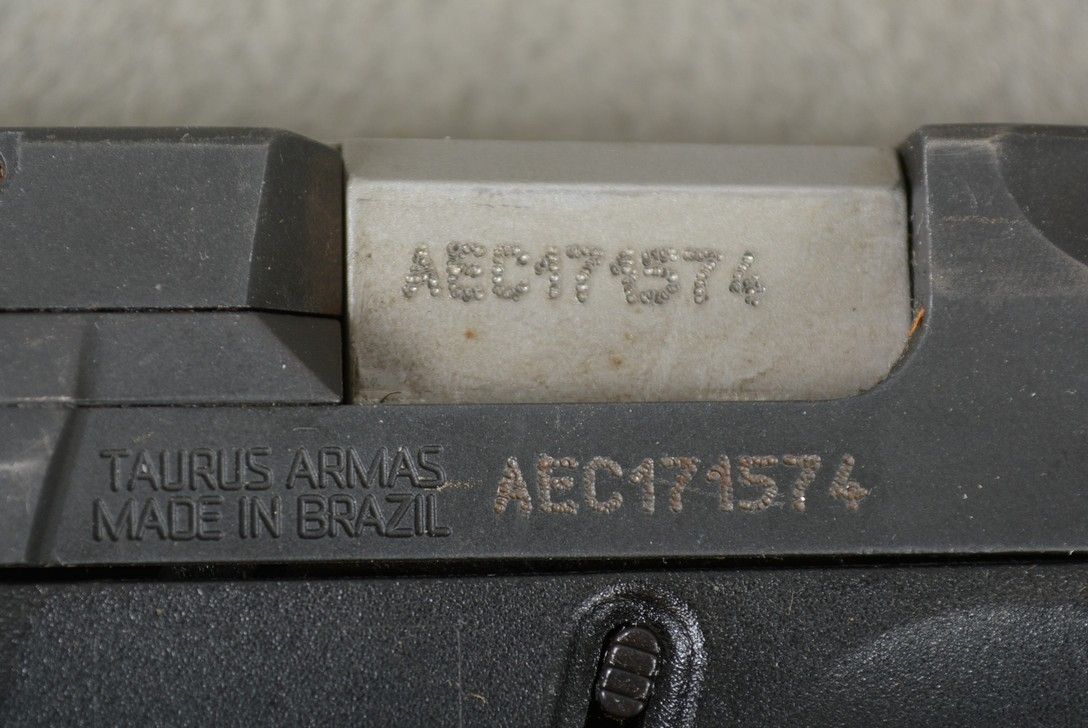 AEC171574
TAURUS ARMAS
MADE IN BRAZIL
AEC171574